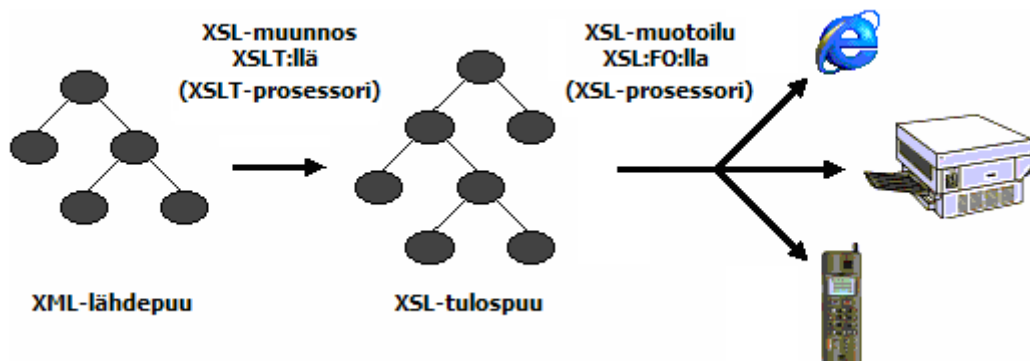 XSL-muunnos
XSLT:llä
(XSLT-prosessori)
XSL-muotoilu
XSL:FO:lla
(XSL-prosessori)
XML-lähdepuu
XSL-tulospuu